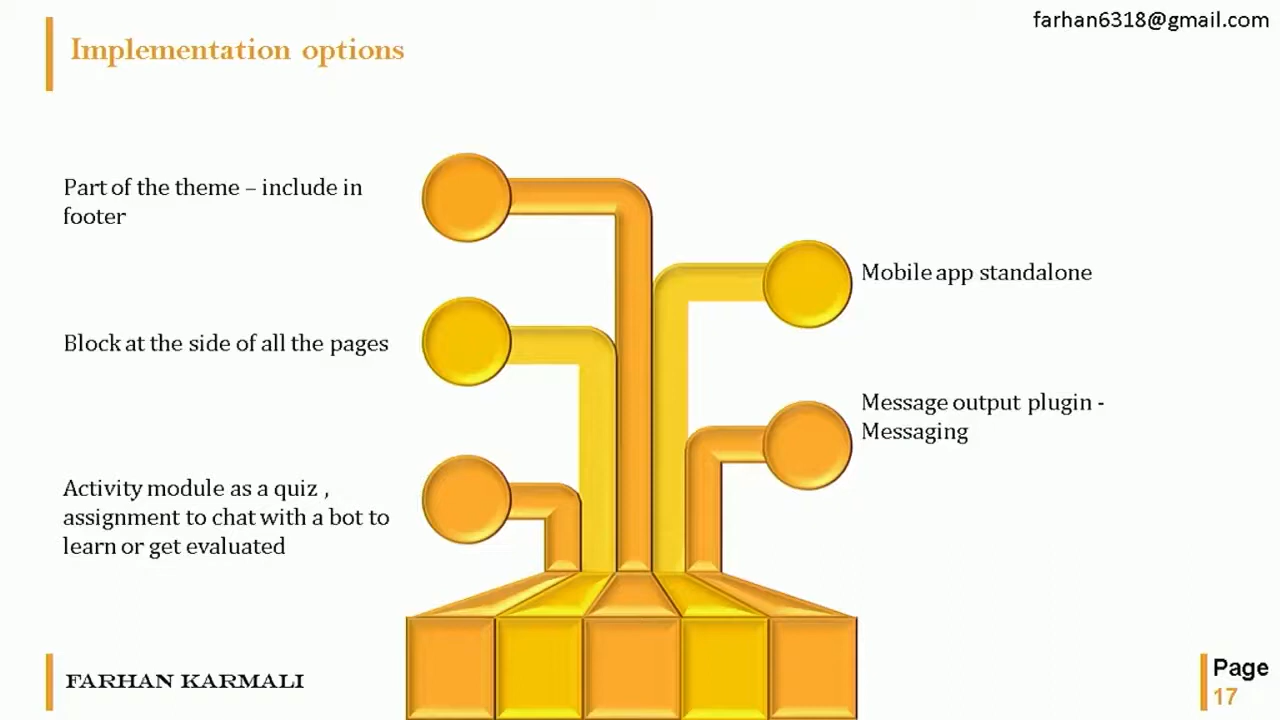 farhan6318@gmail.com
Implementation options
Part of the theme – include in
footer
Mobile app standalone
Block at the side of all the pages
Message output plugin -
Messaging
Activity module as a quiz ,
assignment to chat with a bot to
learn or get evaluated
FARHAN KARMALI
Page
17